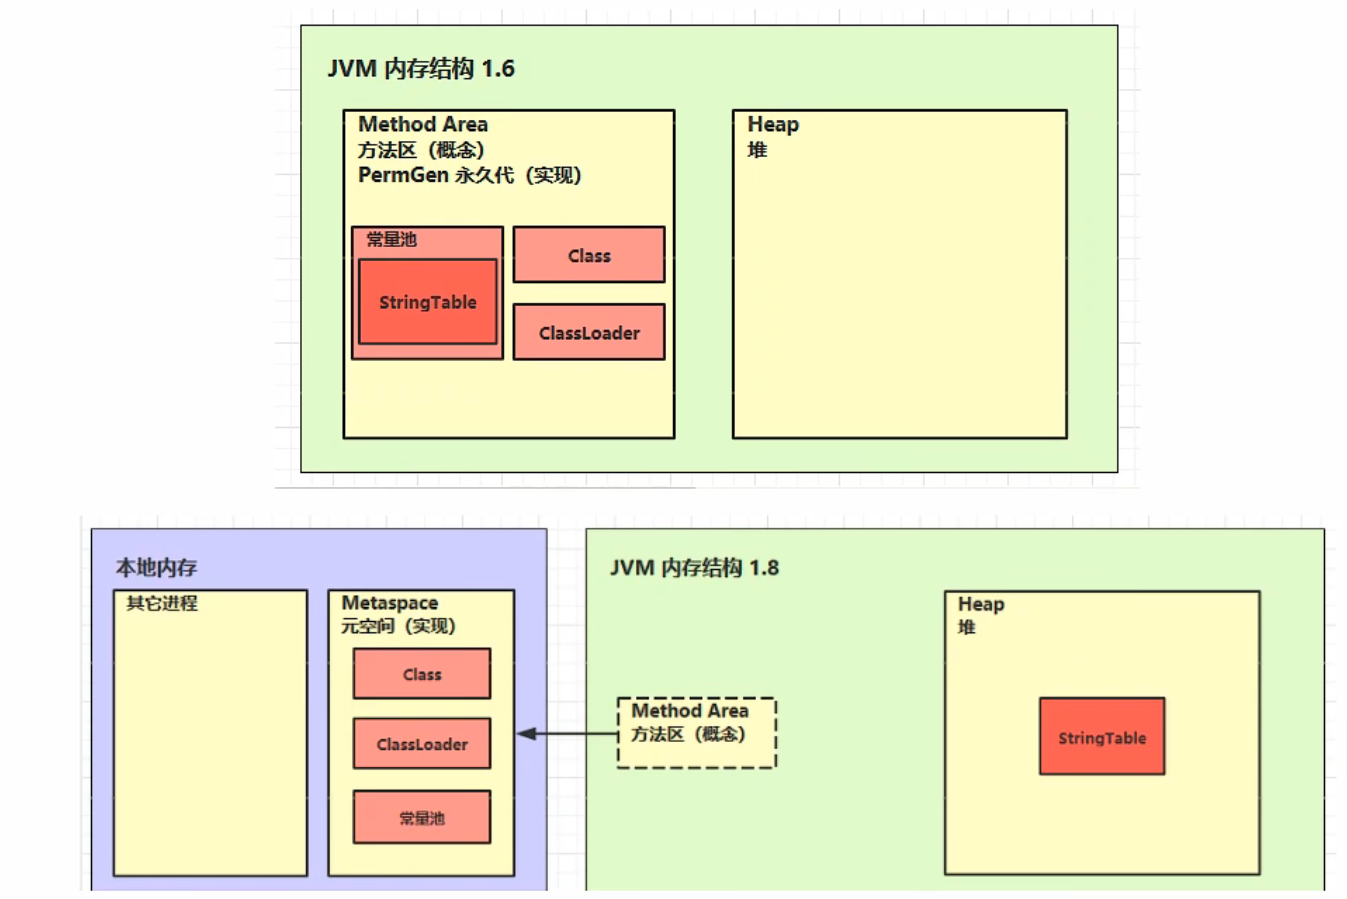 JVM 内存结构 1.6
Method Area
方法区（概念）
PermGen 永久代（实现）
常量池
StringTable
Class
ClassLoader
Heap
堆
本地内存
其它进程
Metaspace
元空间（实现）
Class
ClassLoader
常量池
JVM 内存结构 1.8
Method Area
方法区（概念）
Heap
堆
StringTable